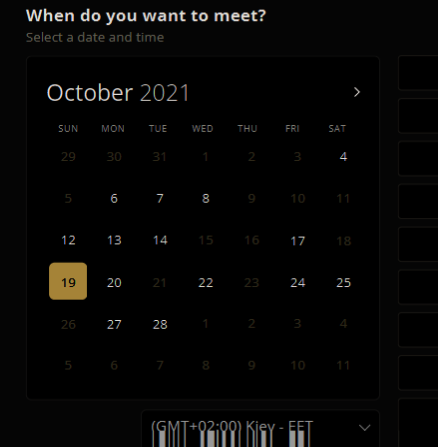 When do you want to meet?
Select a date and time
October 2021
SUN MON TUE WED THU FRI SAT
29 30 31 1 2 3 4
5 6 7 8 9 10 11
12 13 14 15 16 17 18
19 20 21 22 23 24 25
26 27 28 1 2 3 4
5 6 7 8 9 10 11
(GMT+02:00) Kiev - EET